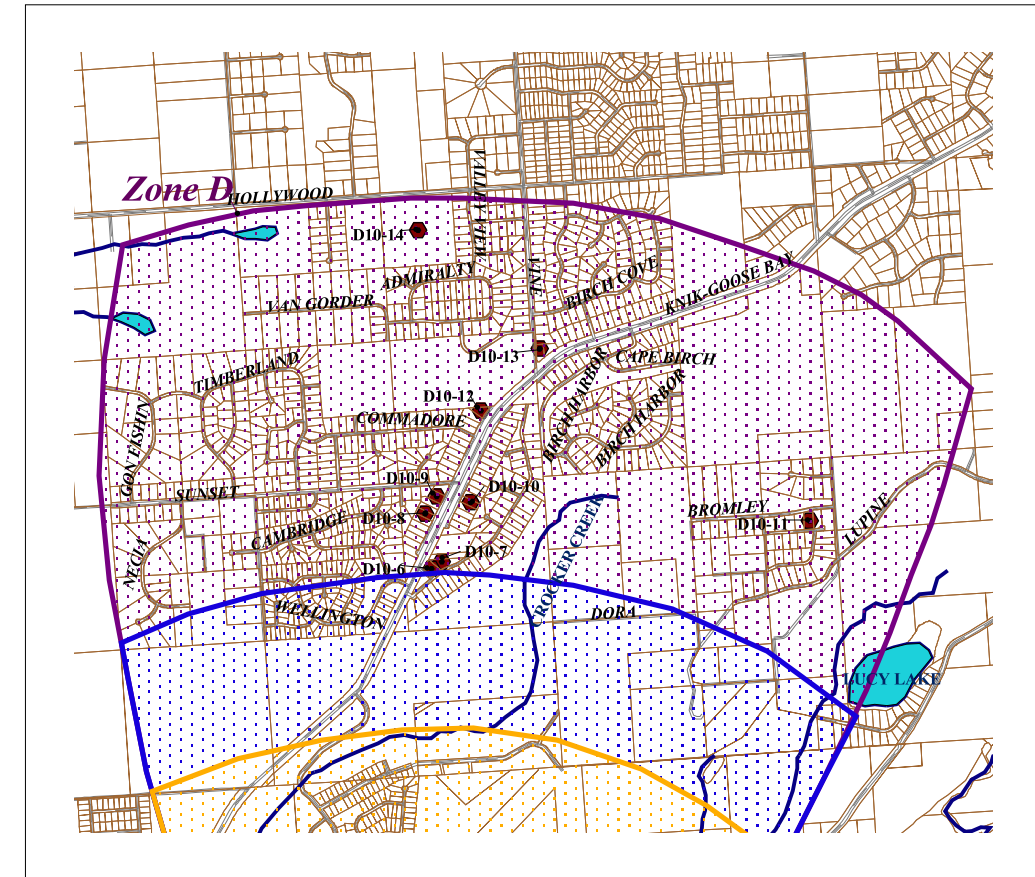 Zone D
HOLLYWOOD
VALLEY VIEW
D10-14
ADMIRALTY
VINE
BIRCH COVE
KNIK-GOOSE BAY
VAN GORDER
D10-13
CAPE BIRCH
TIMBERLAND
BIRCH HARBOR
BIRCH HARBOR
D10-12
COMMADORE
GON FISHIN
D10-9
D10-10
SUNSET
D10-8
CAMBRIDGE
BROMLEY
D10-11
LUPINE
NECIA
D10-7
D10-6
CROCKER CREEK
WELLINGTON
DORA
LUCY LAKE